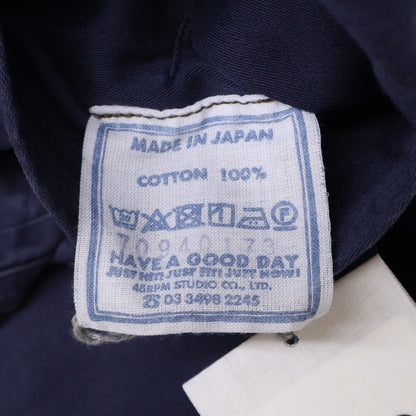 MADE IN JAPAN
COTTON 100%
HAVE A GOOD DAY
JUST HIT! JUST FIT! JUST NOW!
45RPM STUDIO CO., LTD.
☎ 03 3498 2245